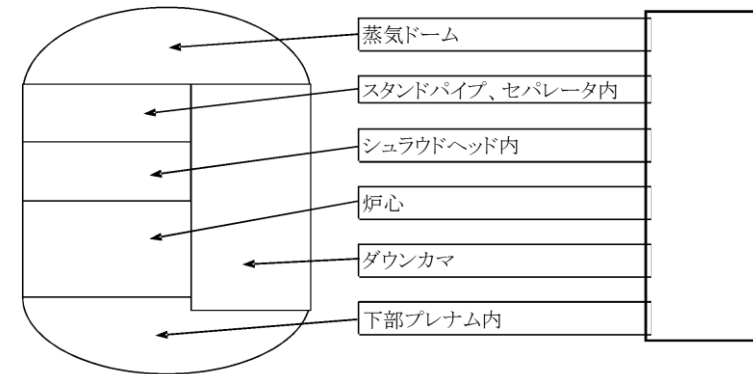 蒸気ドーム
スタンドパイプ、セパレータ内
シュラウドヘッド内
炉心
ダウンカマ
下部プレナム内